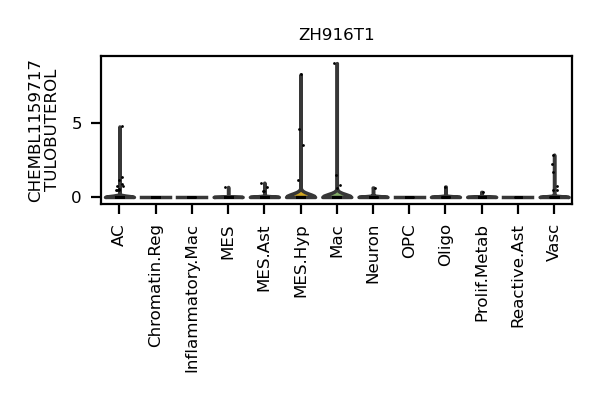 ZH916T1
CHEMBL1159717
TULOBUTEROL
5
0
AC
Chromatin.Reg
Inflammatory.Mac
MES
MES.Ast
MES.Hyp
Mac
Neuron
OPC
Oligo
Prolif.Metab
Reactive.Ast
Vasc